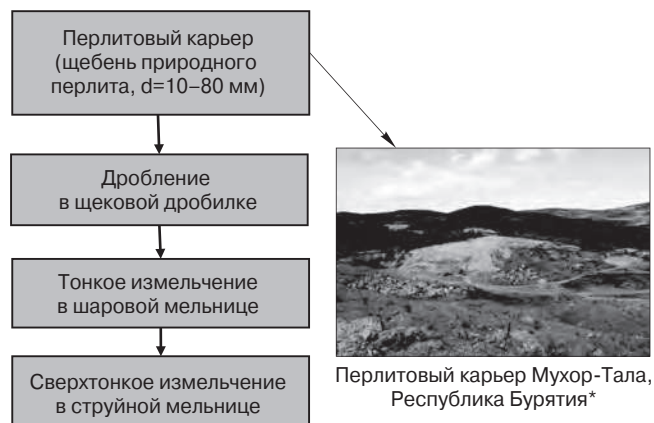 Перлитовый карьер
(щебень природного
перлита, d=10–80 мм)
Дробление
в щековой дробилке
Тонкое измельчение
в шаровой мельнице
Сверхтонкое измельчение
в струйной мельнице
Перлитовый карьер Мухор-Тала,
Республика Бурятия*